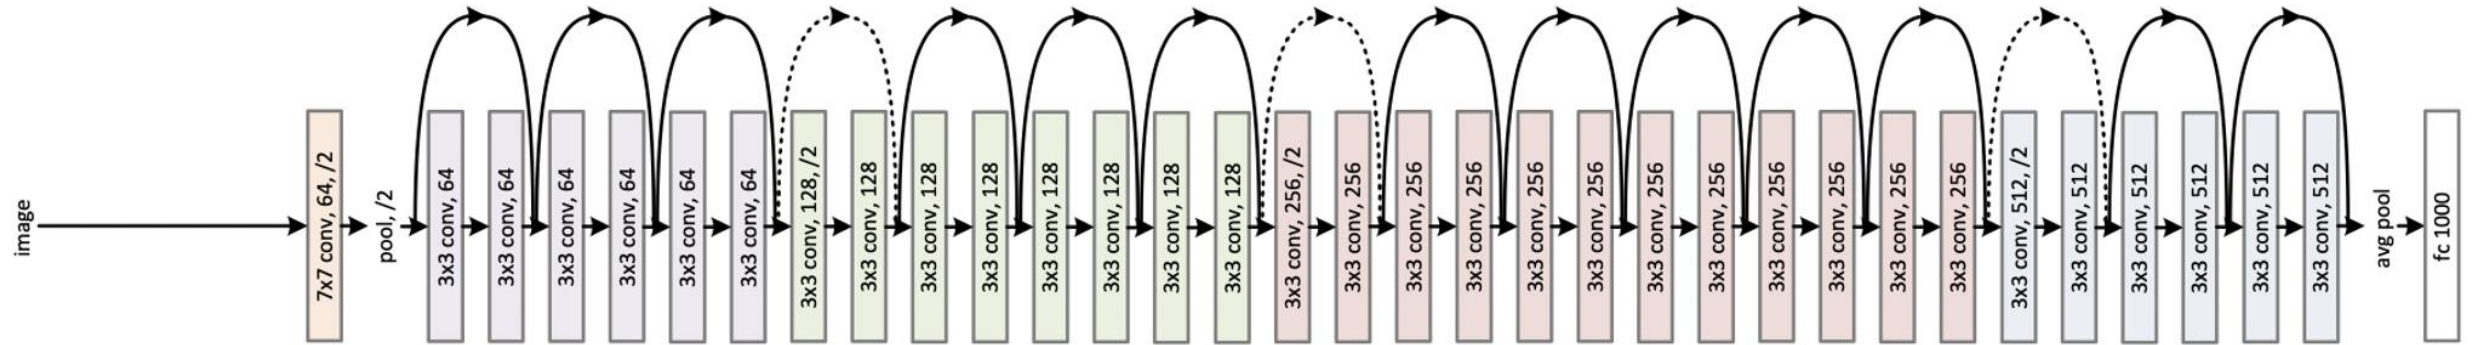 image
7x7 conv, 64, /2
pool, /2
3x3 conv, 64
3x3 conv, 64
3x3 conv, 64
3x3 conv, 64
3x3 conv, 64
3x3 conv, 64
3x3 conv, 128, /2
3x3 conv, 128
3x3 conv, 128
3x3 conv, 128
3x3 conv, 128
3x3 conv, 128
3x3 conv, 128
3x3 conv, 128
3x3 conv, 256, /2
3x3 conv, 256
3x3 conv, 256
3x3 conv, 256
3x3 conv, 256
3x3 conv, 256
3x3 conv, 256
3x3 conv, 256
3x3 conv, 256
3x3 conv, 256
3x3 conv, 256
3x3 conv, 256
3x3 conv, 512, /2
3x3 conv, 512
3x3 conv, 512
3x3 conv, 512
3x3 conv, 512
3x3 conv, 512
avg pool
fc 1000